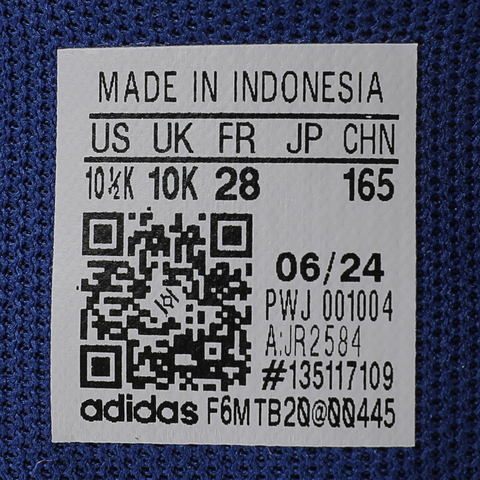 MADE IN INDONESIA
US UK FR JP CHN
10½K 10K 28 165
06/24
PWJ 001004
A:JR2584
#135117109
adidas F6MTB20@00445